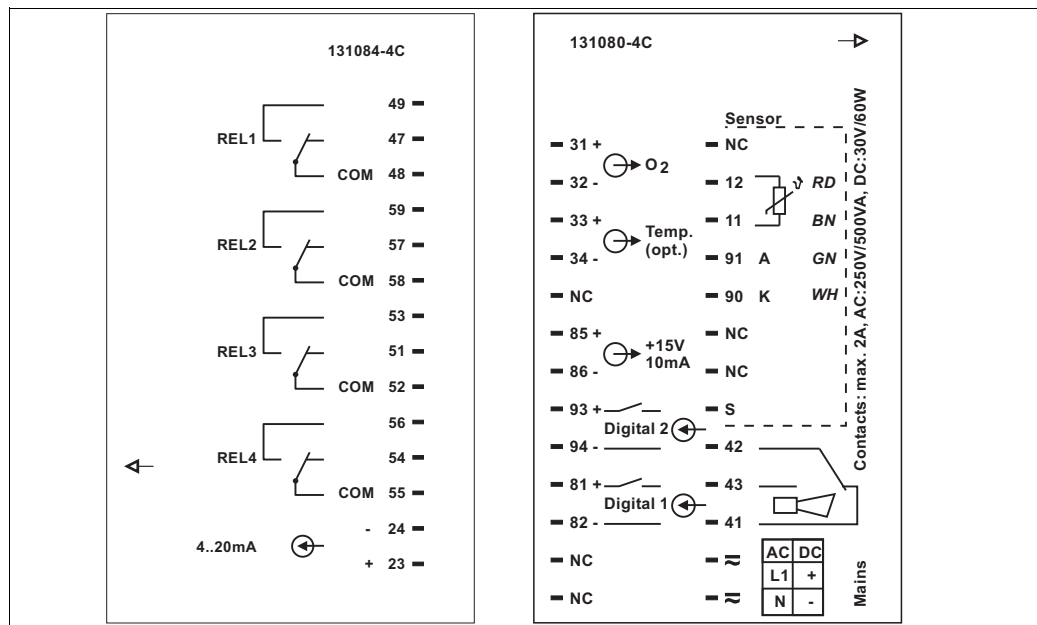 131084-4C
49
REL1 47
COM 48
59
REL2 57
COM 58
53
REL3 51
COM 52
56
REL4 54
COM 55
- 24
4..20mA
+ 23
131080-4C
Sensor
31 + NC
O2
32 - 12 RD
33 + 11 BN
Temp.
(opt.)
34 - 91 A GN
NC 90 K WH
85 + NC
+15V
10mA
86 - NC
93 + S
Digital 2
94 - 42
81 + 43
Digital 1
82 - 41
NC
NC
AC DC
L1 +
N -
Contacts: max. 2A, AC:250V/500VA, DC:30V/60W
Mains